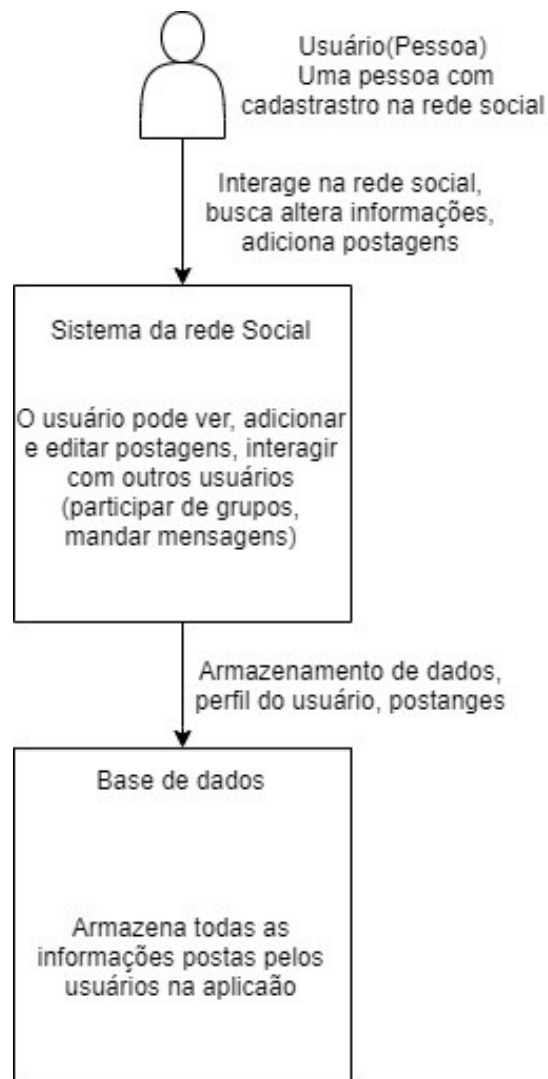 Usuário(Pessoa)
Uma pessoa com
cadastrastro na rede social
Interage na rede social,
busca altera informações,
adiciona postagens
Sistema da rede Social
O usuário pode ver, adicionar
e editar postagens, interagir
com outros usuários
(participar de grupos,
mandar mensagens)
Armazenamento de dados,
perfil do usuário, postanges
Base de dados
Armazena todas as
informações postas pelos
usuários na aplicaão